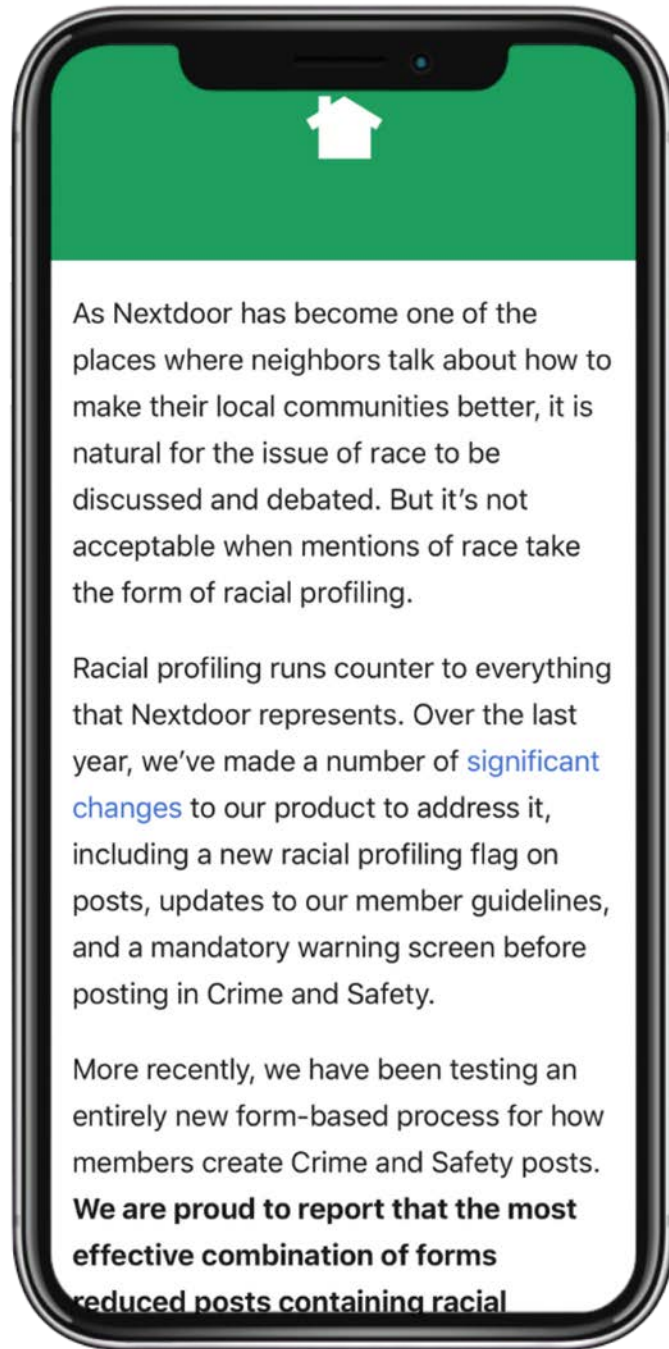 As Nextdoor has become one of the
places where neighbors talk about how to
make their local communities better, it is
natural for the issue of race to be
discussed and debated. But it’s not
acceptable when mentions of race take
the form of racial profiling.
Racial profiling runs counter to everything
that Nextdoor represents. Over the last
year, we’ve made a number of significant
changes to our product to address it,
including a new racial profiling flag on
posts, updates to our member guidelines,
and a mandatory warning screen before
posting in Crime and Safety.
More recently, we have been testing an
entirely new form-based process for how
members create Crime and Safety posts.
We are proud to report that the most
effective combination of forms
reduced posts containing racial